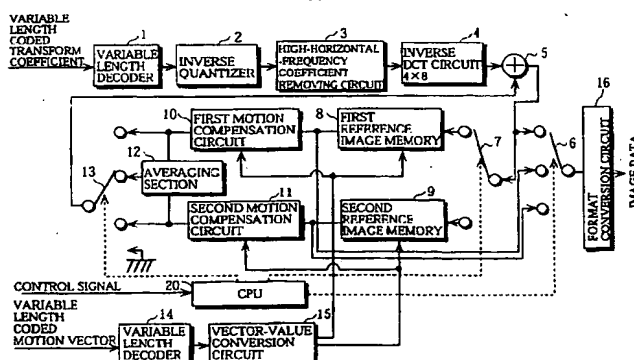 VARIABLE
LENGTH
CODED
TRANSFORM
COEFFICIENT
1
VARIABLE
LENGTH
DECODER
2
INVERSE
QUANTIZER
3
HIGH-HORIZONTAL
-FREQUENCY
COEFFICIENT
REMOVING CIRCUIT
4
INVERSE
DCT CIRCUIT
4×8
5
10
FIRST MOTION
COMPENSATION
CIRCUIT
8
FIRST
REFERENCE
IMAGE MEMORY
7
6
16
FORMAT
CONVERSION CIRCUIT
IMAGE DATA
13
12
AVERAGING
SECTION
11
SECOND MOTION
COMPENSATION
CIRCUIT
9
SECOND
REFERENCE
IMAGE MEMORY
CONTROL SIGNAL
20
CPU
VARIABLE
LENGTH
CODED
MOTION VECTOR
14
VARIABLE
LENGTH
DECODER
15
VECTOR-VALUE
CONVERSION
CIRCUIT